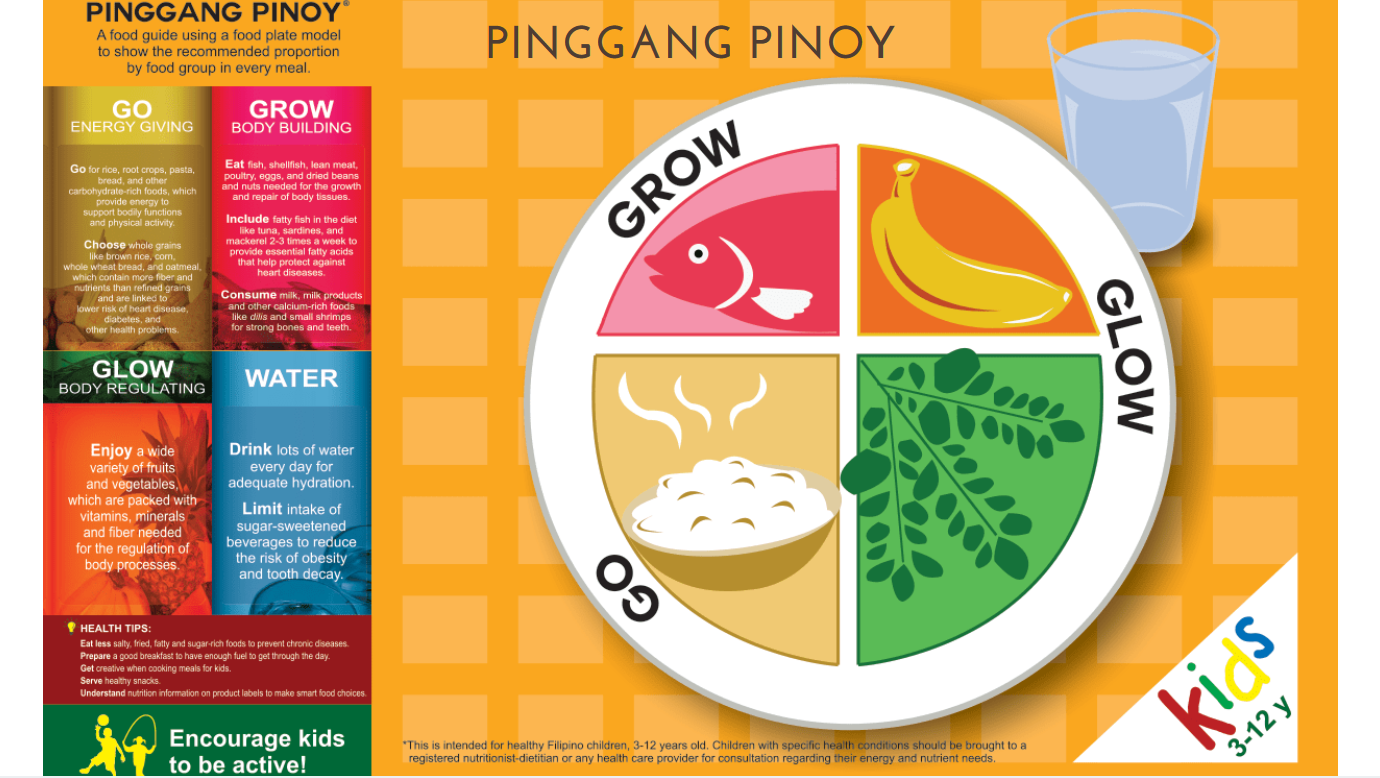 PINGGANG PINOY®
A food guide using a food plate model
to show the recommended proportion
by food group in every meal.
GO
ENERGY GIVING
Go for rice, root crops, pasta,
bread, and other
carbohydrate-rich foods, which
provide energy to
support bodily functions
and physical activity.
Choose whole grains
like brown rice, corn,
whole wheat bread, and oatmeal,
which contain more fiber and
nutrients than refined grains
and are linked to
lower risk of heart disease,
diabetes, and
other health problems.
GROW
BODY BUILDING
Eat fish, shellfish, lean meat,
poultry, eggs, and dried beans
and nuts needed for the growth
and repair of body tissues.
Include fatty fish in the diet
like tuna, sardines, and
mackerel 2-3 times a week to
provide essential fatty acids
that help protect against
heart diseases.
Consume milk, milk products
and other calcium-rich foods
like dilis and small shrimps
for strong bones and teeth.
GLOW
BODY REGULATING
Enjoy a wide
variety of fruits
and vegetables,
which are packed with
vitamins, minerals
and fiber needed
for the regulation of
body processes.
WATER
Drink lots of water
every day for
adequate hydration.
Limit intake of
sugar-sweetened
beverages to reduce
the risk of obesity
and tooth decay.
HEALTH TIPS:
Eat less salty, fried, fatty and sugar-rich foods to prevent chronic diseases.
Prepare a good breakfast to have enough fuel to get through the day.
Get creative when cooking meals for kids.
Serve healthy snacks.
Understand nutrition information on product labels to make smart food choices.
Encourage kids
to be active!
PINGGANG PINOY
GROW
GLOW
GO
kids
3-12 y
*This is intended for healthy Filipino children, 3-12 years old. Children with specific health conditions should be brought to a
registered nutritionist-dietitian or any health care provider for consultation regarding their energy and nutrient needs.